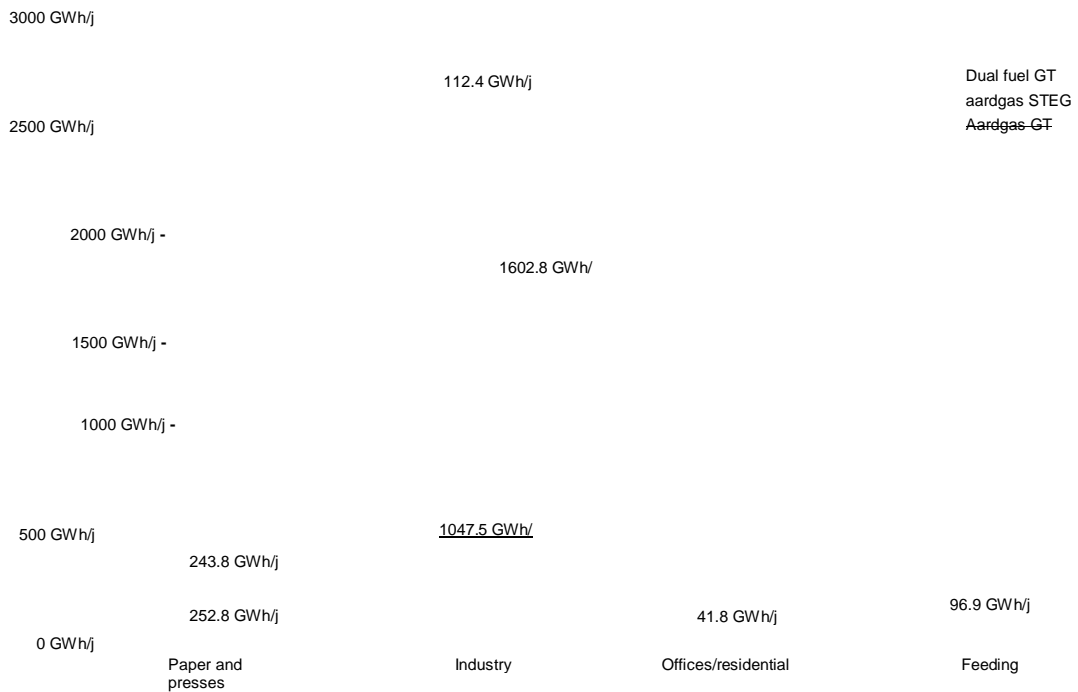 3000 GWh/j
112.4 GWh/j
Dual fuel GT
aardgas STEG
Aardgas GT
2500 GWh/j
2000 GWh/j -
1602.8 GWh/
1500 GWh/j -
1000 GWh/j -
500 GWh/j
1047.5 GWh/
243.8 GWh/j
252.8 GWh/j
41.8 GWh/j
96.9 GWh/j
0 GWh/j
Paper and
presses
Industry
Offices/residential
Feeding